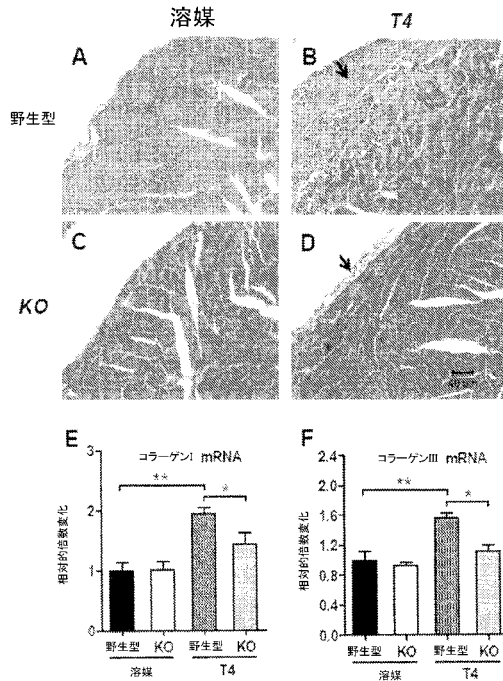 溶媒 T4
A B
野生型
C D
KO
E コラーゲンI mRNA
F コラーゲンIII mRNA
相対的倍数変化
3
2
1
0
**
*
野生型 KO 野生型 KO
溶媒 T4
相対的倍数変化
2.4
2.0
1.6
1.2
0.8
0.4
0.0
**
*
野生型 KO 野生型 KO
溶媒 T4